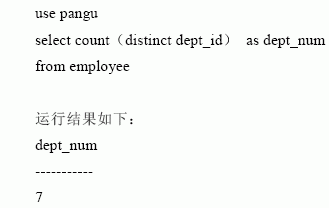 use pangu
select count（distinct dept_id） as dept_num
from employee
运行结果如下：
dept_num
-----------
7